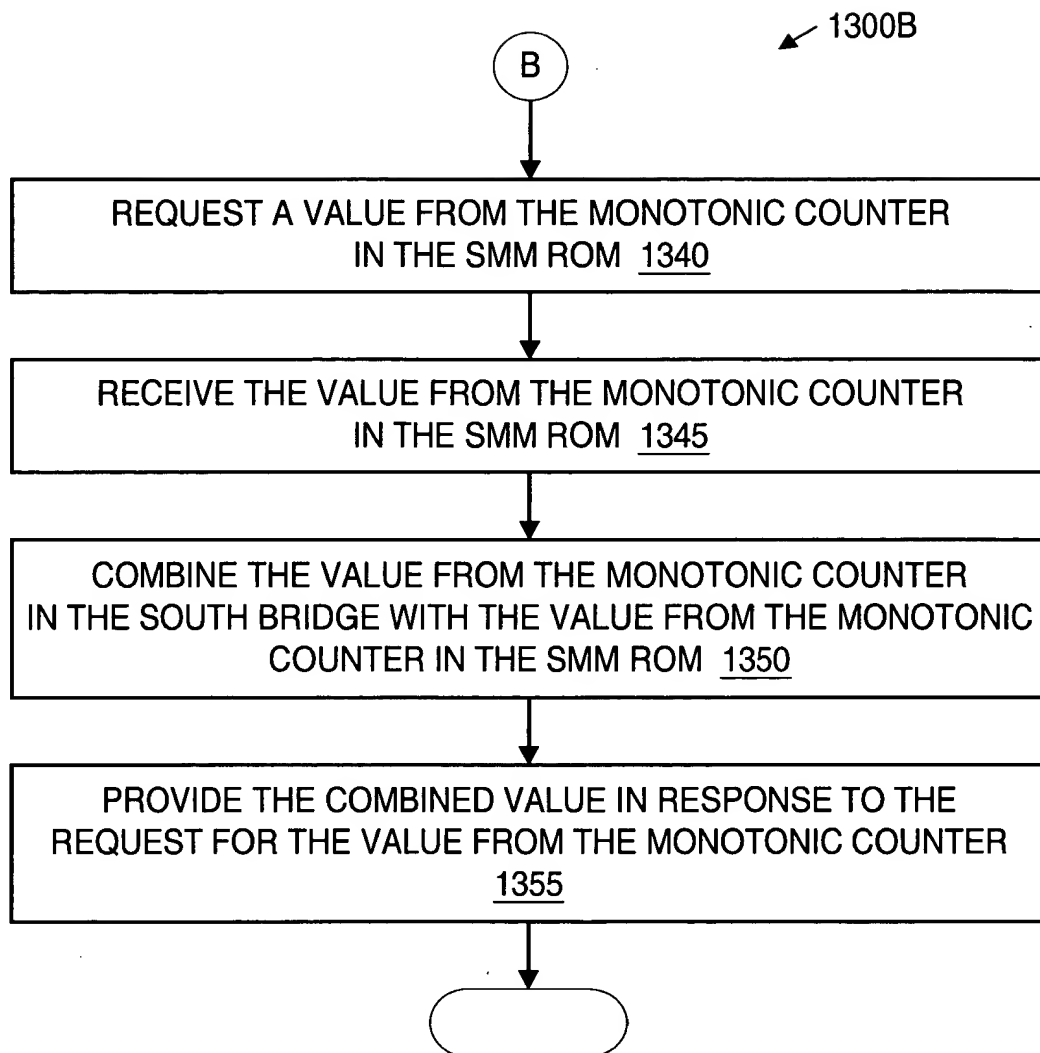 1300B
B
REQUEST A VALUE FROM THE MONOTONIC COUNTER
IN THE SMM ROM 1340
RECEIVE THE VALUE FROM THE MONOTONIC COUNTER
IN THE SMM ROM 1345
COMBINE THE VALUE FROM THE MONOTONIC COUNTER
IN THE SOUTH BRIDGE WITH THE VALUE FROM THE MONOTONIC
COUNTER IN THE SMM ROM 1350
PROVIDE THE COMBINED VALUE IN RESPONSE TO THE
REQUEST FOR THE VALUE FROM THE MONOTONIC COUNTER
1355